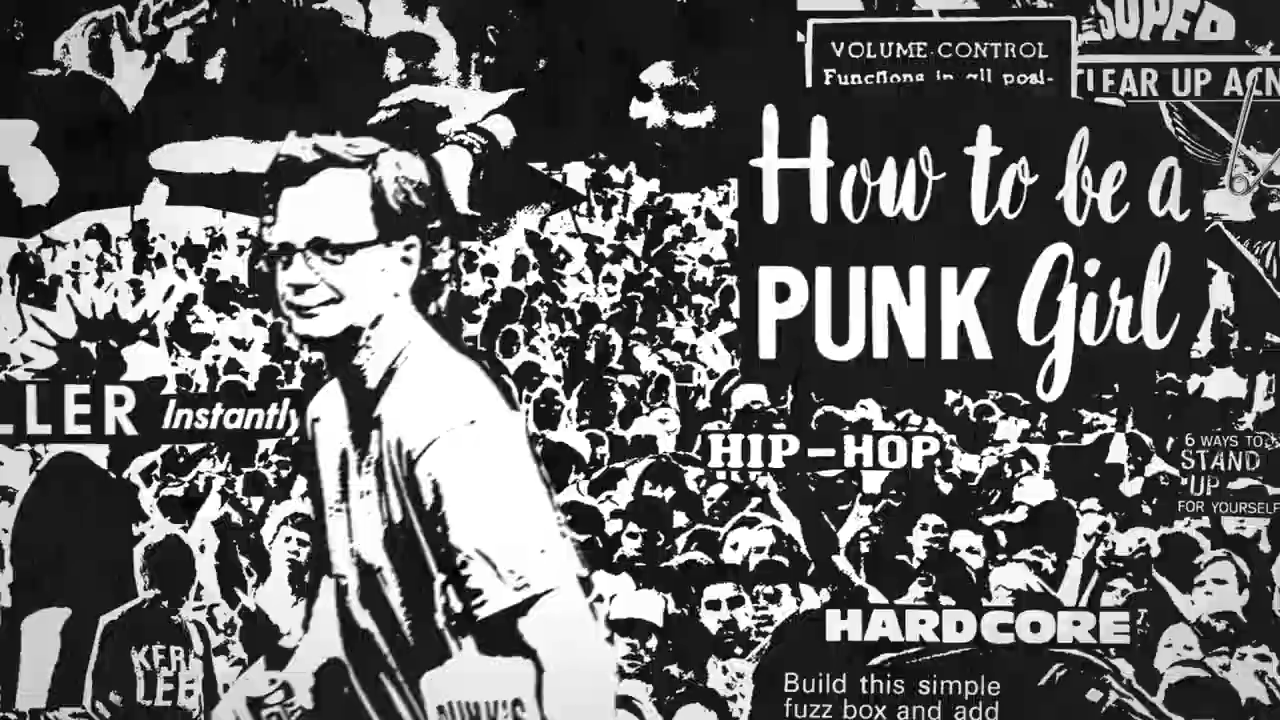 SUPER
VOLUME CONTROL
Functions in all posi-
CLEAR UP ACN
How to be a
PUNK Girl
LLER Instantly
HIP-HOP
6 WAYS TO
STAND
UP
FOR YOURSELF
HARDCORE
Build this simple
fuzz box and add